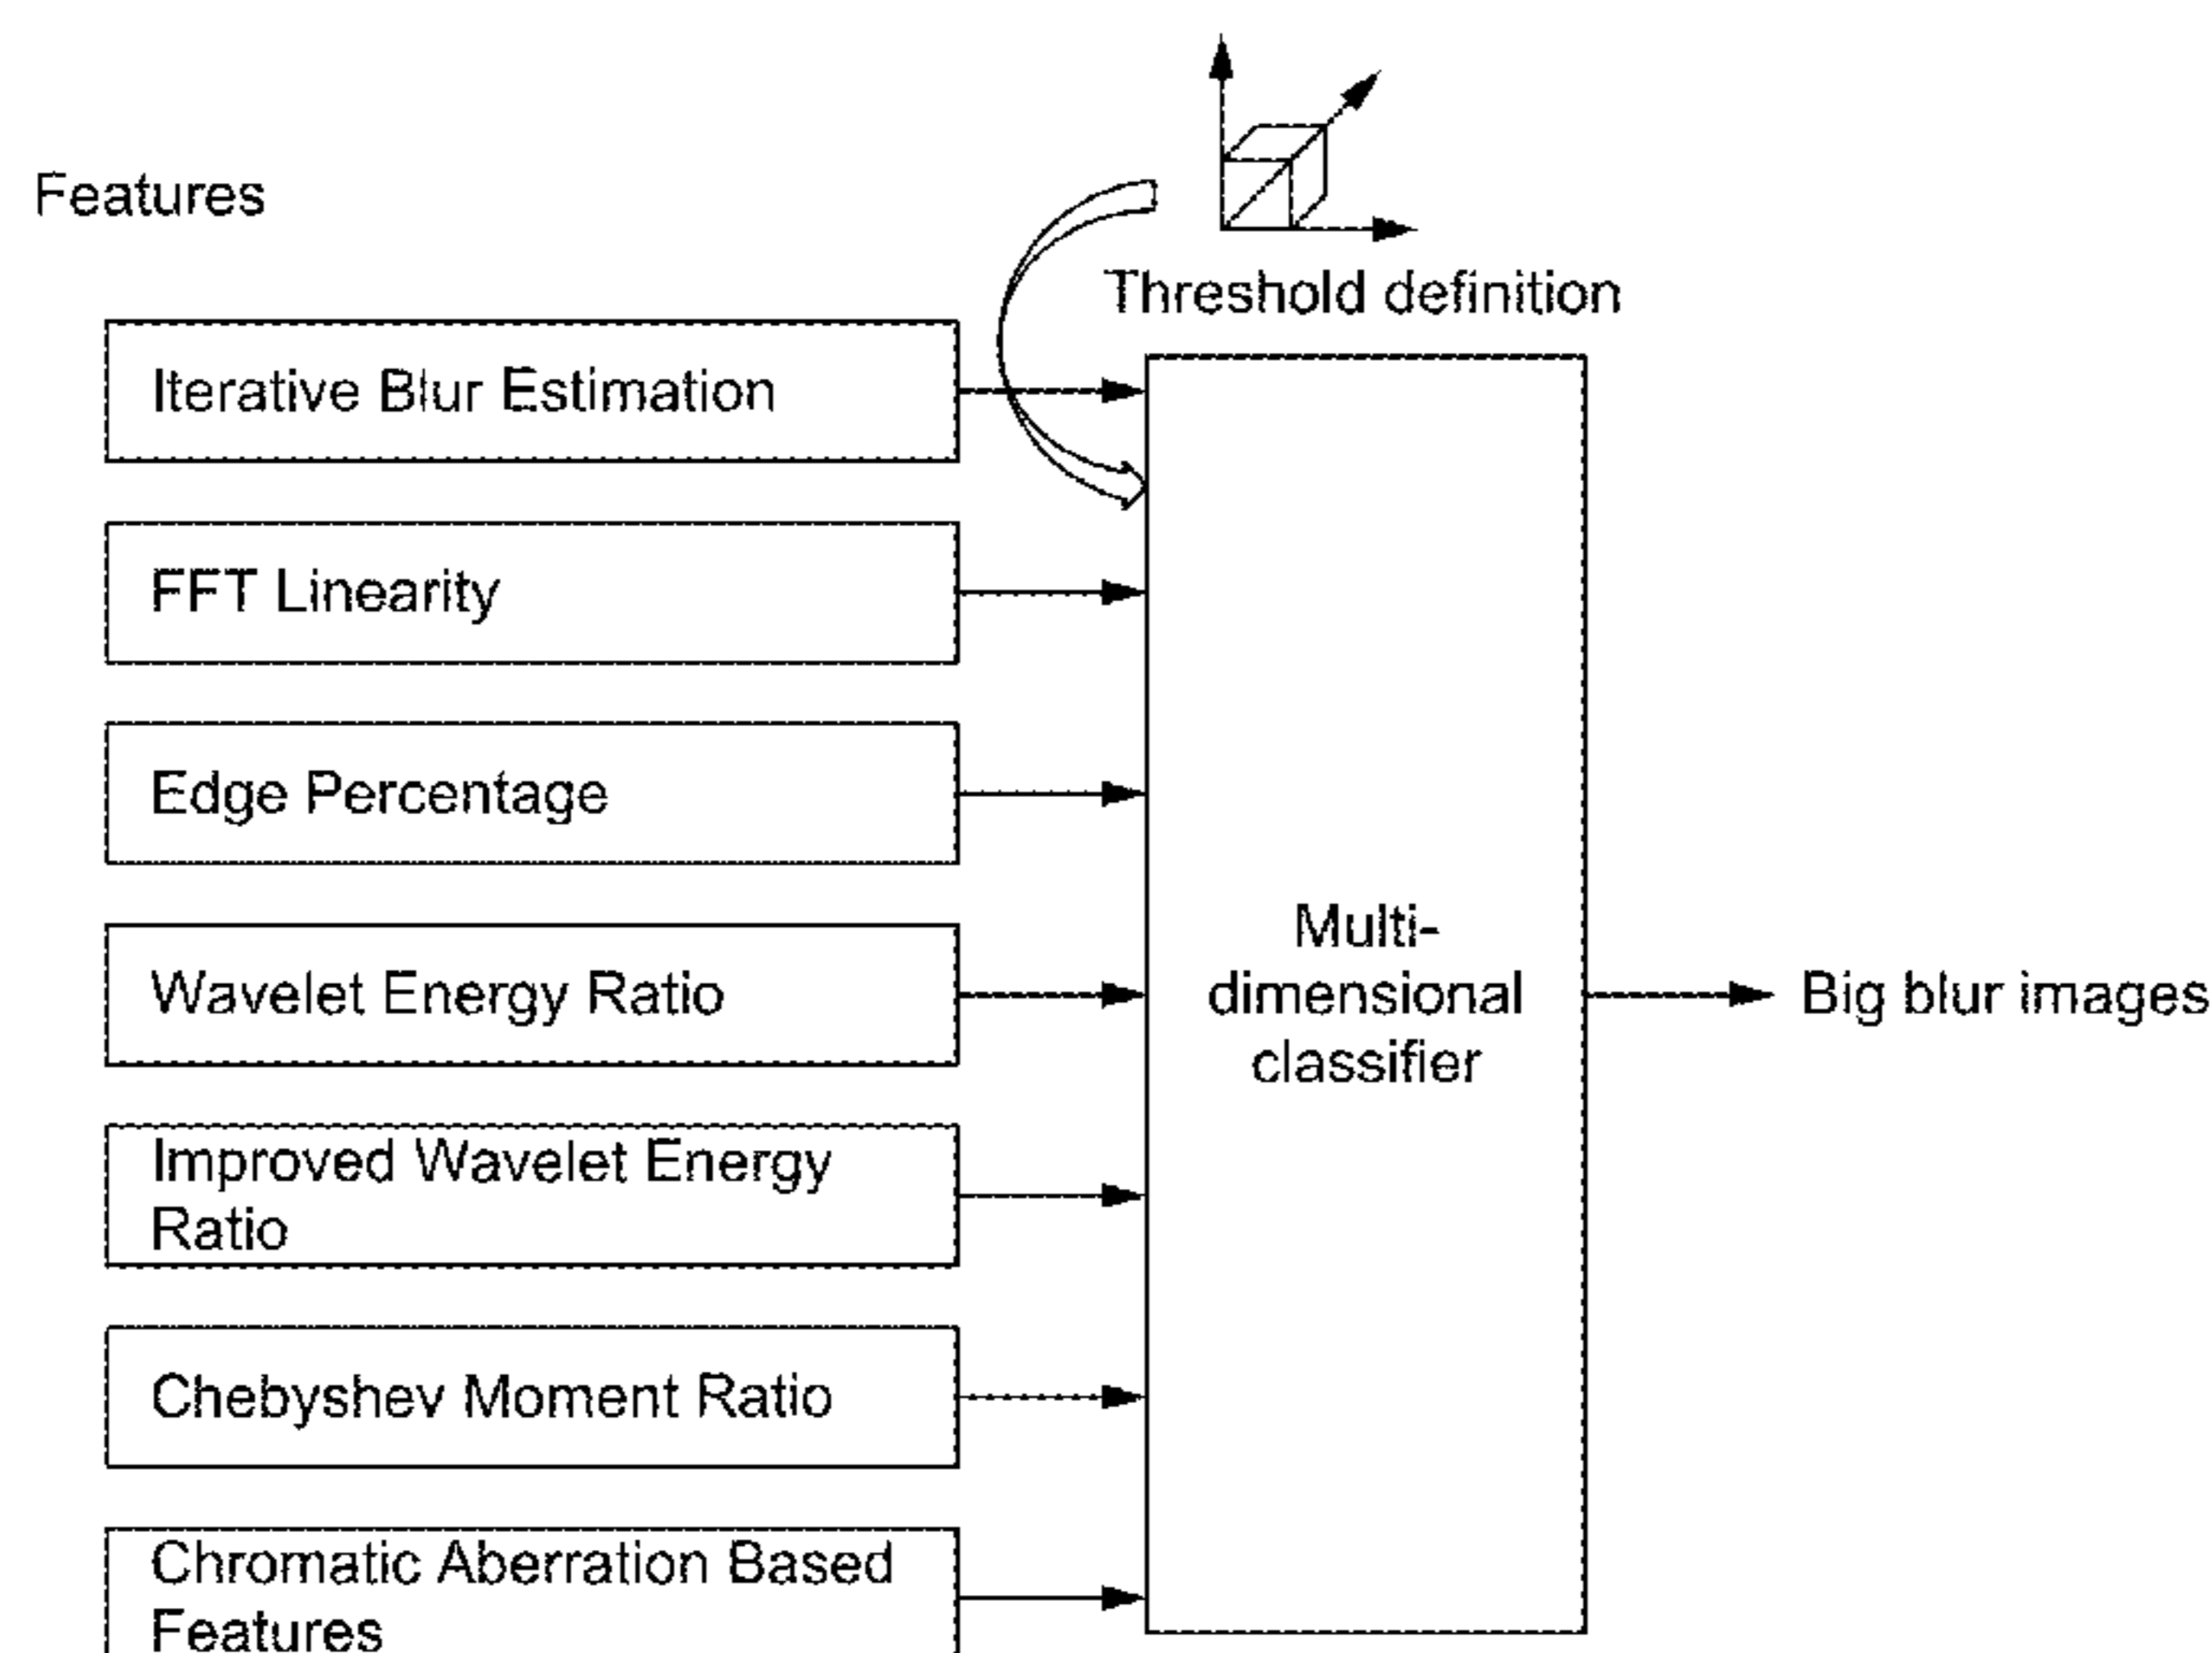 Features
Threshold definition
Iterative Blur Estimation
FFT Linearity
Edge Percentage
Wavelet Energy Ratio
Improved Wavelet Energy
Ratio
Chebyshev Moment Ratio
Chromatic Aberration Based
Features
Multi-
dimensional
classifier
Big blur images